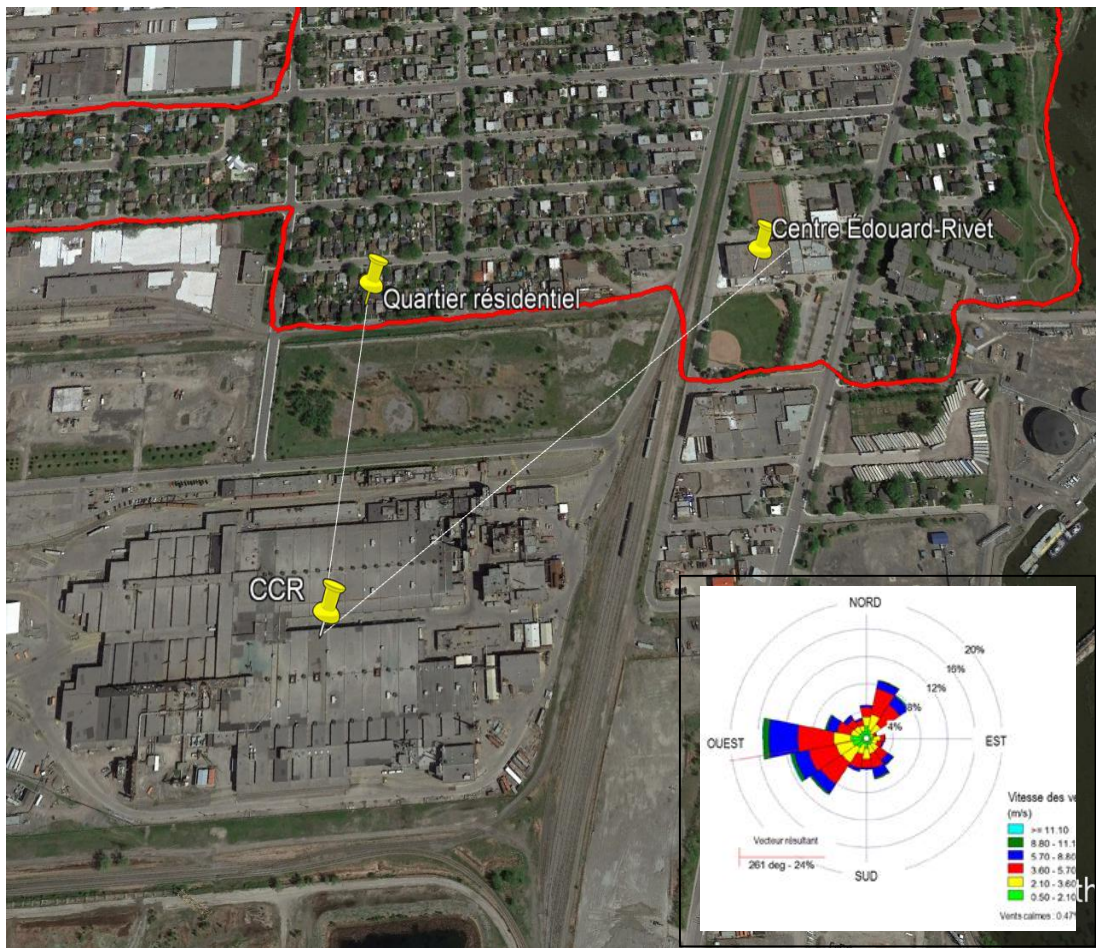 Centre Édouard-Rivet
Quartier résidentiel
CCR
NORD
20%
16%
12%
8%
4%
OUEST
EST
Vitesse des ve
(m/s)
>= 11.10
8.80 - 11.1
5.70 - 8.80
3.60 - 5.70
2.10 - 3.60
0.50 - 2.10
Vecteur résultant
261 deg - 24%
SUD
Vents calmes : 0.47
th